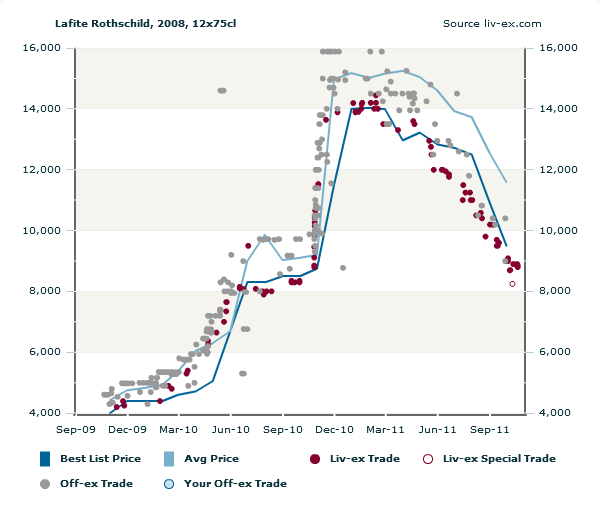 Lafite Rothschild, 2008, 12x75cl Source liv-ex.com
16,000 16,000
14,000 14,000
12,000 12,000
10,000 10,000
8,000 8,000
6,000 6,000
4,000 4,000
Sep-09 Dec-09 Mar-10 Jun-10 Sep-10 Dec-10 Mar-11 Jun-11 Sep-11
Best List Price Avg Price Liv-ex Trade Liv-ex Special Trade
Off-ex Trade Your Off-ex Trade